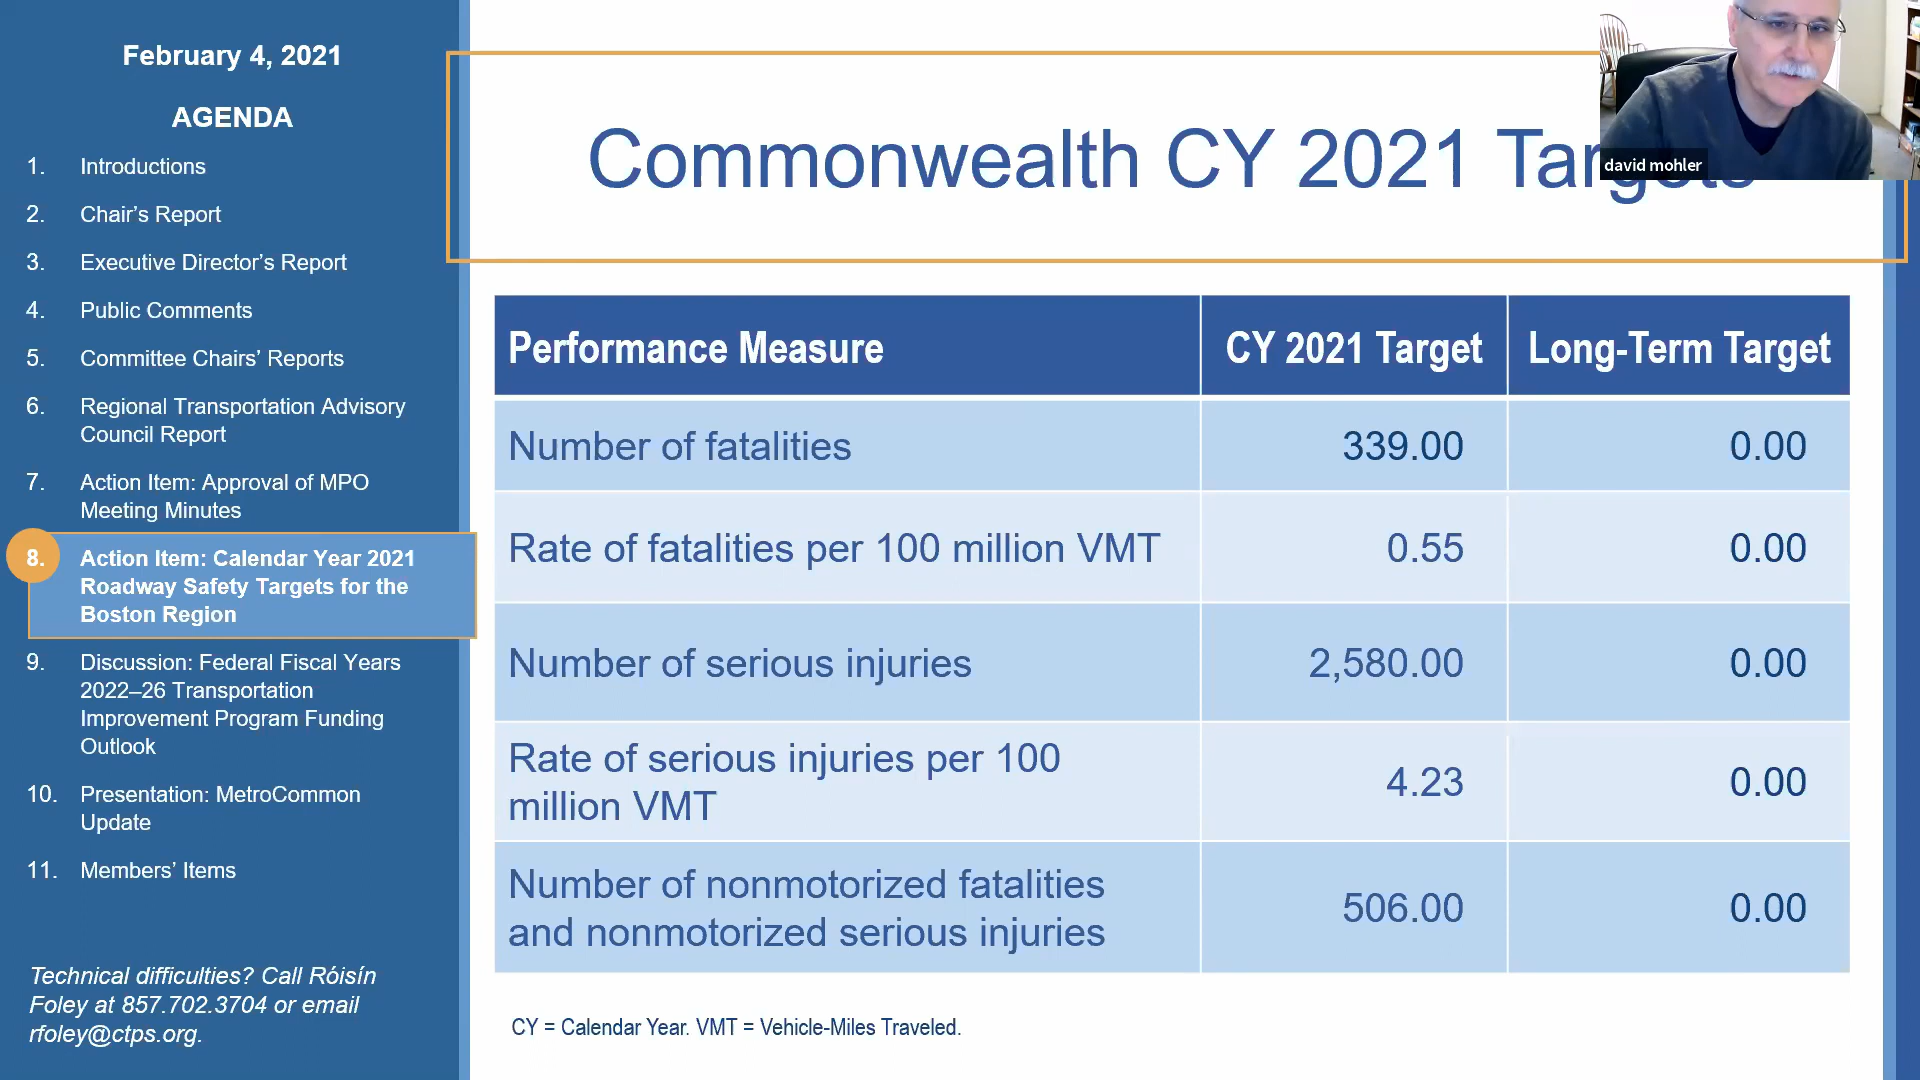 February 4, 2021
AGENDA
1. Introductions
2. Chair’s Report
3. Executive Director’s Report
4. Public Comments
5. Committee Chairs’ Reports
6. Regional Transportation Advisory
Council Report
7. Action Item: Approval of MPO
Meeting Minutes
8. Action Item: Calendar Year 2021
Roadway Safety Targets for the
Boston Region
9. Discussion: Federal Fiscal Years
2022–26 Transportation
Improvement Program Funding
Outlook
10. Presentation: MetroCommon
Update
11. Members’ Items
Technical difficulties? Call Róisín
Foley at 857.702.3704 or email
rfoley@ctps.org.
Commonwealth CY 2021 Targets
david mohler
Performance Measure CY 2021 Target Long-Term Target
Number of fatalities 339.00 0.00
Rate of fatalities per 100 million VMT 0.55 0.00
Number of serious injuries 2,580.00 0.00
Rate of serious injuries per 100
million VMT 4.23 0.00
Number of nonmotorized fatalities
and nonmotorized serious injuries 506.00 0.00
CY = Calendar Year. VMT = Vehicle-Miles Traveled.